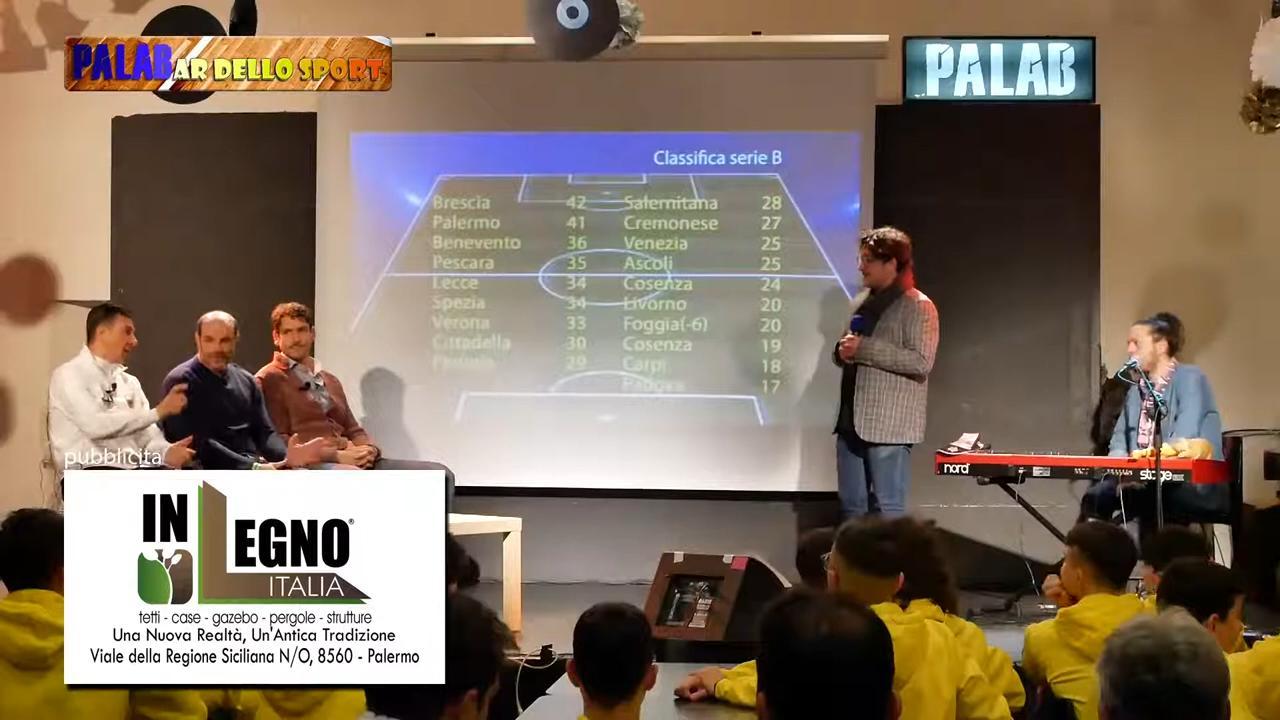 PALABAR DELLO SPORT
PALAB
Classifica serie B
Brescia 42 Salernitana 28
Palermo 41 Cremonese 27
Benevento 36 Venezia 25
Pescara 35 Ascoli 25
Lecce 34 Cosenza 24
Spezia 34 Livorno 20
Verona 33 Foggia(-6) 20
Cittadella 30 Cosenza 19
29 Carpi 18
Padova 17
nord stage
pubblicità
IN LEGNO®
ITALIA
tetti - case - gazebo - pergole - strutture
Una Nuova Realtà, Un'Antica Tradizione
Viale della Regione Siciliana N/O, 8560 - Palermo